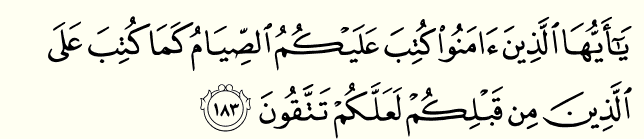 يَٰٓأَيُّهَا ٱلَّذِينَ ءَامَنُوا۟ كُتِبَ عَلَيْكُمُ ٱلصِّيَامُ كَمَا كُتِبَ عَلَى
ٱلَّذِينَ مِن قَبْلِكُمْ لَعَلَّكُمْ تَتَّقُونَ ١٨٣